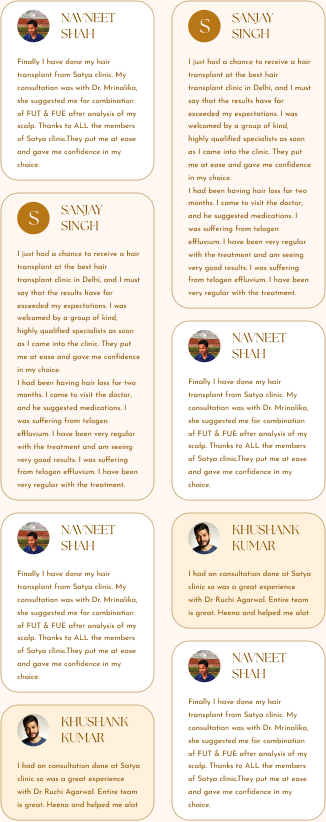 NAVNEET
SHAH
Finally I have done my hair
transplant from Satya clinic. My
consultation was with Dr. Mrinalika,
she suggested me for combination
of FUT & FUE after analysis of my
scalp. Thanks to ALL the members
of Satya clinic.They put me at ease
and gave me confidence in my
choice.
SANJAY
SINGH
I just had a chance to receive a hair
transplant at the best hair
transplant clinic in Delhi, and I must
say that the results have far
exceeded my expectations. I was
welcomed by a group of kind,
highly qualified specialists as soon
as I came into the clinic. They put
me at ease and gave me confidence
in my choice.
I had been having hair loss for two
months. I came to visit the doctor,
and he suggested medications. I
was suffering from telogen
effluvium. I have been very regular
with the treatment and am seeing
very good results. I was suffering
from telogen effluvium. I have been
very regular with the treatment.
NAVNEET
SHAH
Finally I have done my hair
transplant from Satya clinic. My
consultation was with Dr. Mrinalika,
she suggested me for combination
of FUT & FUE after analysis of my
scalp. Thanks to ALL the members
of Satya clinic.They put me at ease
and gave me confidence in my
choice.
KHUSHANK
KUMAR
I had an consultation done at Satya
clinic so was a great experience
with Dr Ruchi Agarwal. Entire team
is great. Heena and helped me alot
S
SANJAY
SINGH
I just had a chance to receive a hair
transplant at the best hair
transplant clinic in Delhi, and I must
say that the results have far
exceeded my expectations. I was
welcomed by a group of kind,
highly qualified specialists as soon
as I came into the clinic. They put
me at ease and gave me confidence
in my choice.
I had been having hair loss for two
months. I came to visit the doctor,
and he suggested medications. I
was suffering from telogen
effluvium. I have been very regular
with the treatment and am seeing
very good results. I was suffering
from telogen effluvium. I have been
very regular with the treatment.
NAVNEET
SHAH
Finally I have done my hair
transplant from Satya clinic. My
consultation was with Dr. Mrinalika,
she suggested me for combination
of FUT & FUE after analysis of my
scalp. Thanks to ALL the members
of Satya clinic.They put me at ease
and gave me confidence in my
choice.
KHUSHANK
KUMAR
I had an consultation done at Satya
clinic so was a great experience
with Dr Ruchi Agarwal. Entire team
is great. Heena and helped me alot
NAVNEET
SHAH
Finally I have done my hair
transplant from Satya clinic. My
consultation was with Dr. Mrinalika,
she suggested me for combination
of FUT & FUE after analysis of my
scalp. Thanks to ALL the members
of Satya clinic.They put me at ease
and gave me confidence in my
choice.